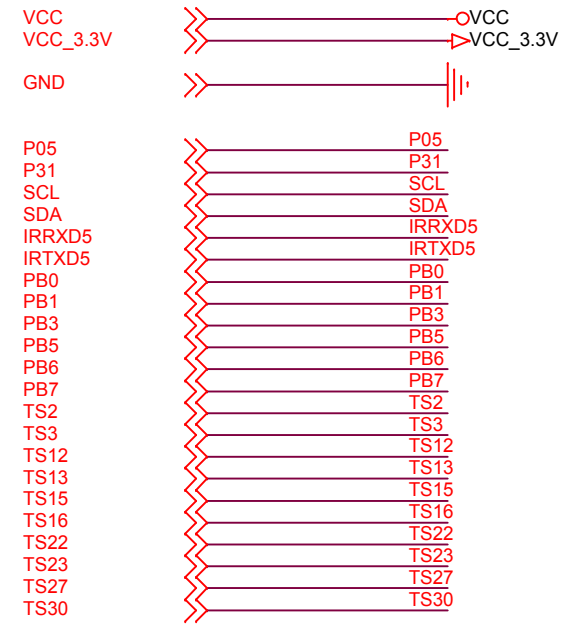 VCC VCC
VCC_3.3V VCC_3.3V
GND
P05 P05
P31 P31
SCL SCL
SDA SDA
IRRXD5 IRRXD5
IRTXD5 IRTXD5
PB0 PB0
PB1 PB1
PB3 PB3
PB5 PB5
PB6 PB6
PB7 PB7
TS2 TS2
TS3 TS3
TS12 TS12
TS13 TS13
TS15 TS15
TS16 TS16
TS22 TS22
TS23 TS23
TS27 TS27
TS30 TS30